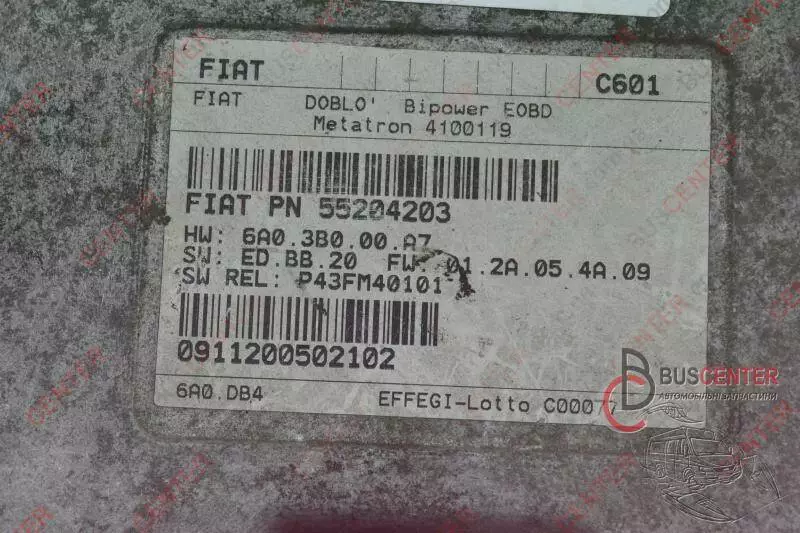 FIAT C601
FIAT DOBLO' Bipower EOBD
Metatron 4100119
FIAT PN 55204203
HW: 6A0.3B0.00.A7
SW: ED.BB.20 FW: 01.2A.05.4A.09
SW REL: P43FM40101
0911200502102
6A0.DB4 EFFEGI-Lotto C00077
BUSCENTER
АВТОМОБІЛЬНІ ЗАПЧАСТИНИ